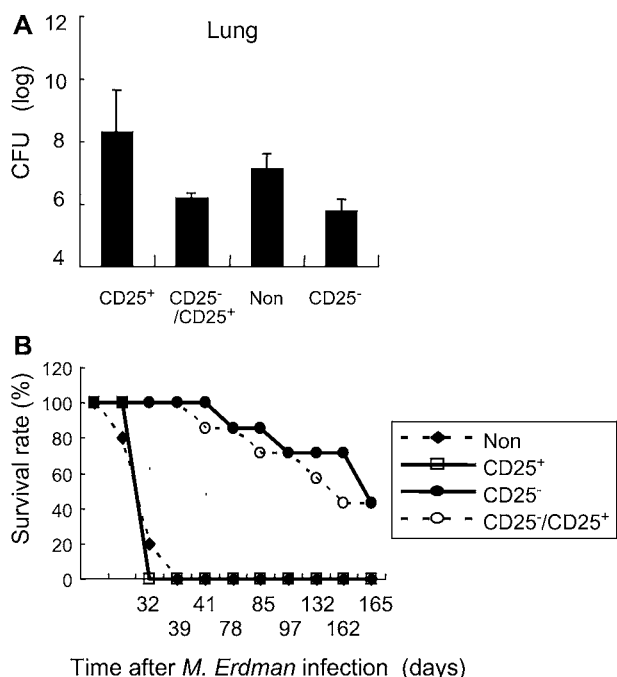 A
Lung
CFU (log)
12
10
8
6
4
CD25⁺
CD25⁻
/CD25⁺
Non
CD25⁻
B
Survival rate (%)
120
100
80
60
40
20
0
32 41 85 132 165
39 78 97 162
Time after M. Erdman infection (days)
Non
CD25⁺
CD25⁻
CD25⁻/CD25⁺